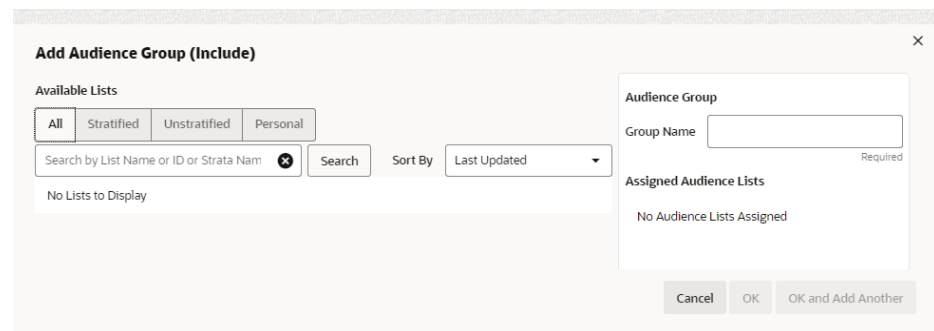 Add Audience Group (Include)
Available Lists
All Stratified Unstratified Personal
Search by List Name or ID or Strata Nam Search Sort By Last Updated
No Lists to Display
Audience Group
Group Name
Required
Assigned Audience Lists
No Audience Lists Assigned
Cancel OK OK and Add Another